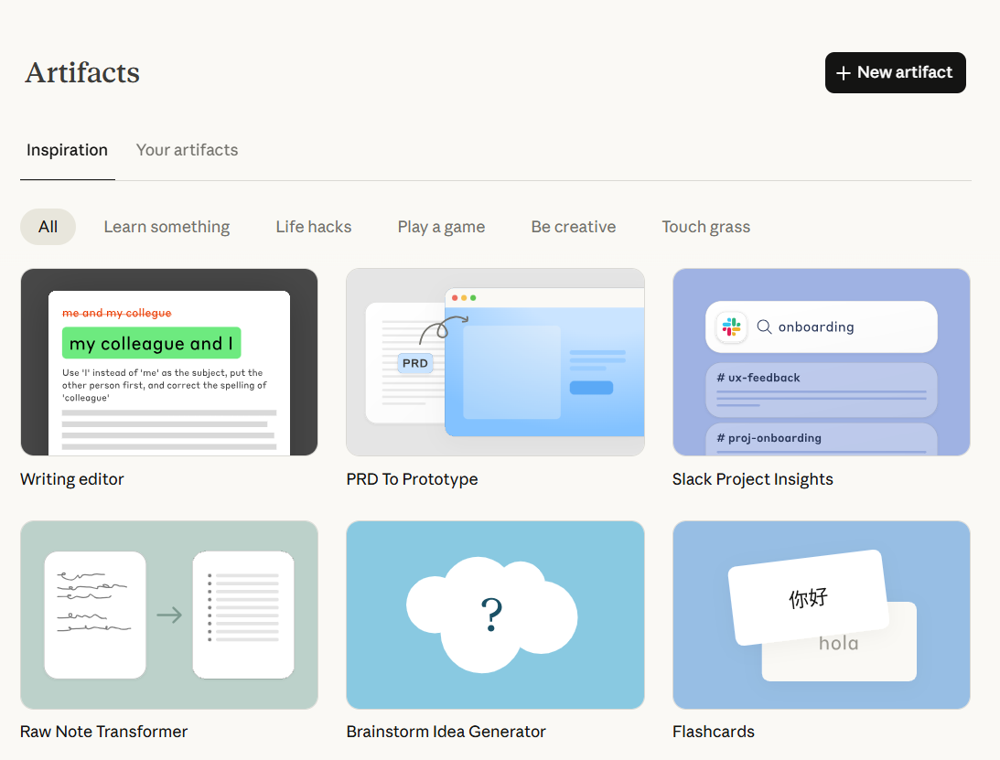 Artifacts
+ New artifact
Inspiration
Your artifacts
All
Learn something
Life hacks
Play a game
Be creative
Touch grass
me and my collegue
my colleague and I
Use 'I' instead of 'me' as the subject, put the
other person first, and correct the spelling of
'colleague'
Writing editor
PRD
PRD To Prototype
onboarding
# ux-feedback
# proj-onboarding
Slack Project Insights
Raw Note Transformer
?
Brainstorm Idea Generator
你好
hola
Flashcards